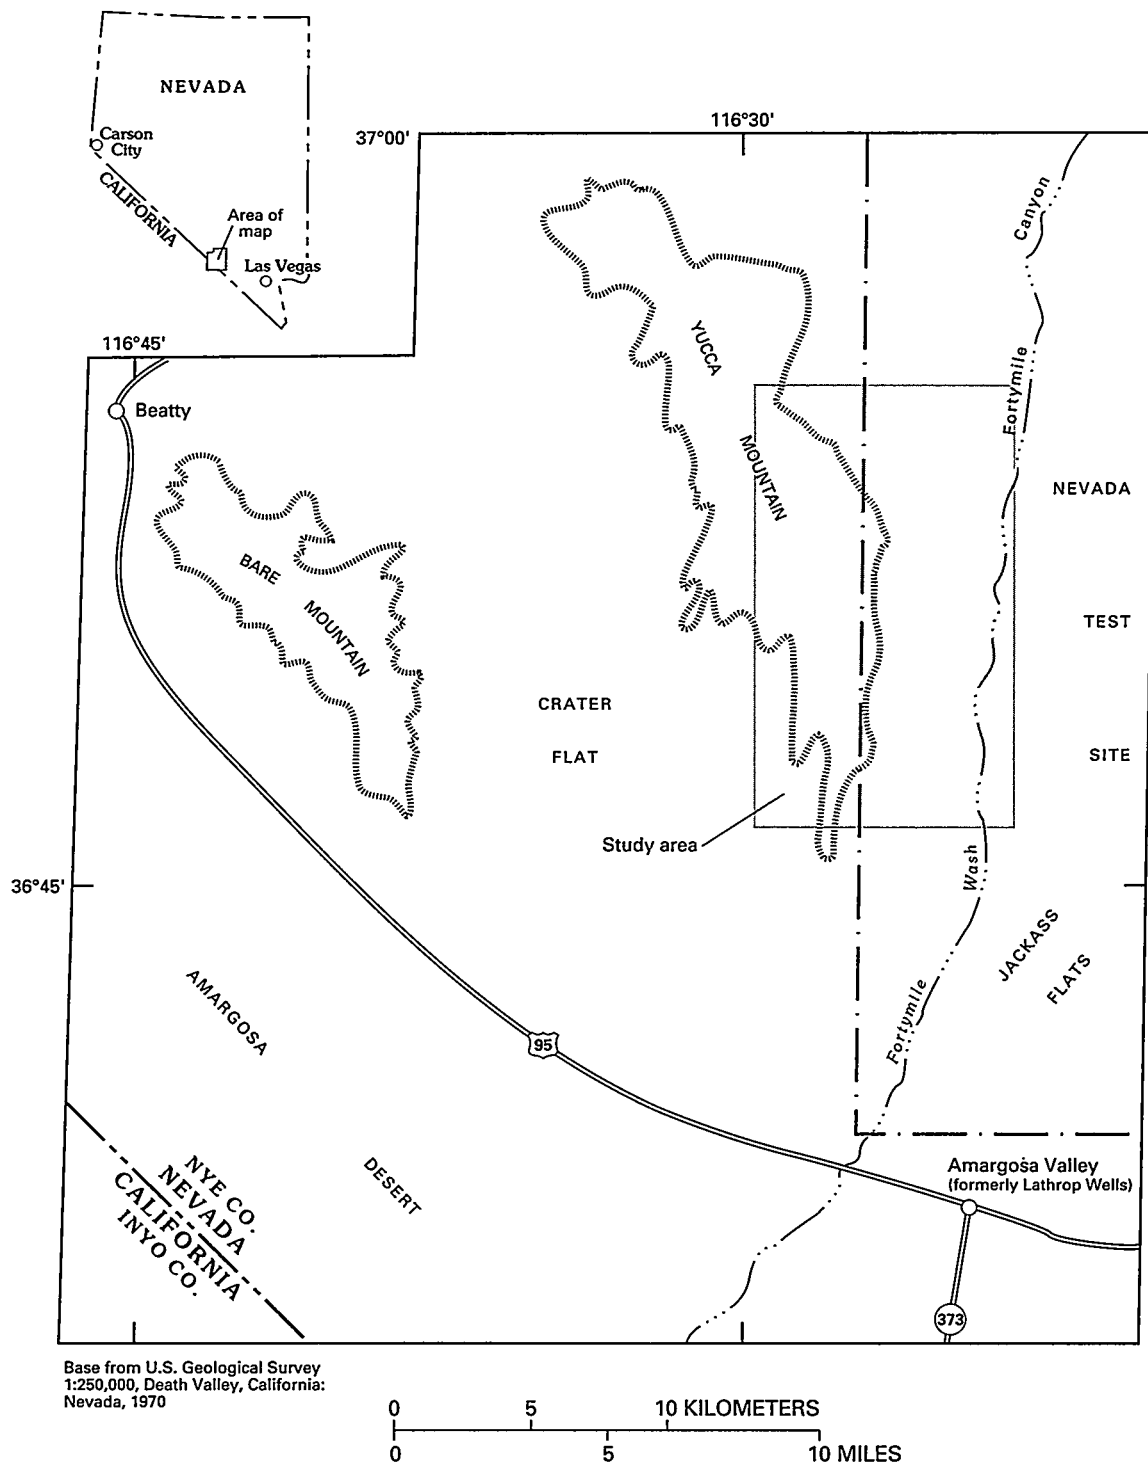 NEVADA
Carson
City
CALIFORNIA
Area of
map
Las Vegas
37°00'
116°30'
Canyon
Fortymile
YUCCA
MOUNTAIN
116°45'
Beatty
BARE
MOUNTAIN
NEVADA
TEST
SITE
CRATER
FLAT
Study area
36°45'
Wash
Fortymile
JACKASS
FLATS
AMARGOSA
DESERT
95
NYE CO.
NEVADA
CALIFORNIA
INYO CO.
Amargosa Valley
(formerly Lathrop Wells)
373
Base from U.S. Geological Survey
1:250,000, Death Valley, California:
Nevada, 1970
0 5 10 KILOMETERS
0 5 10 MILES